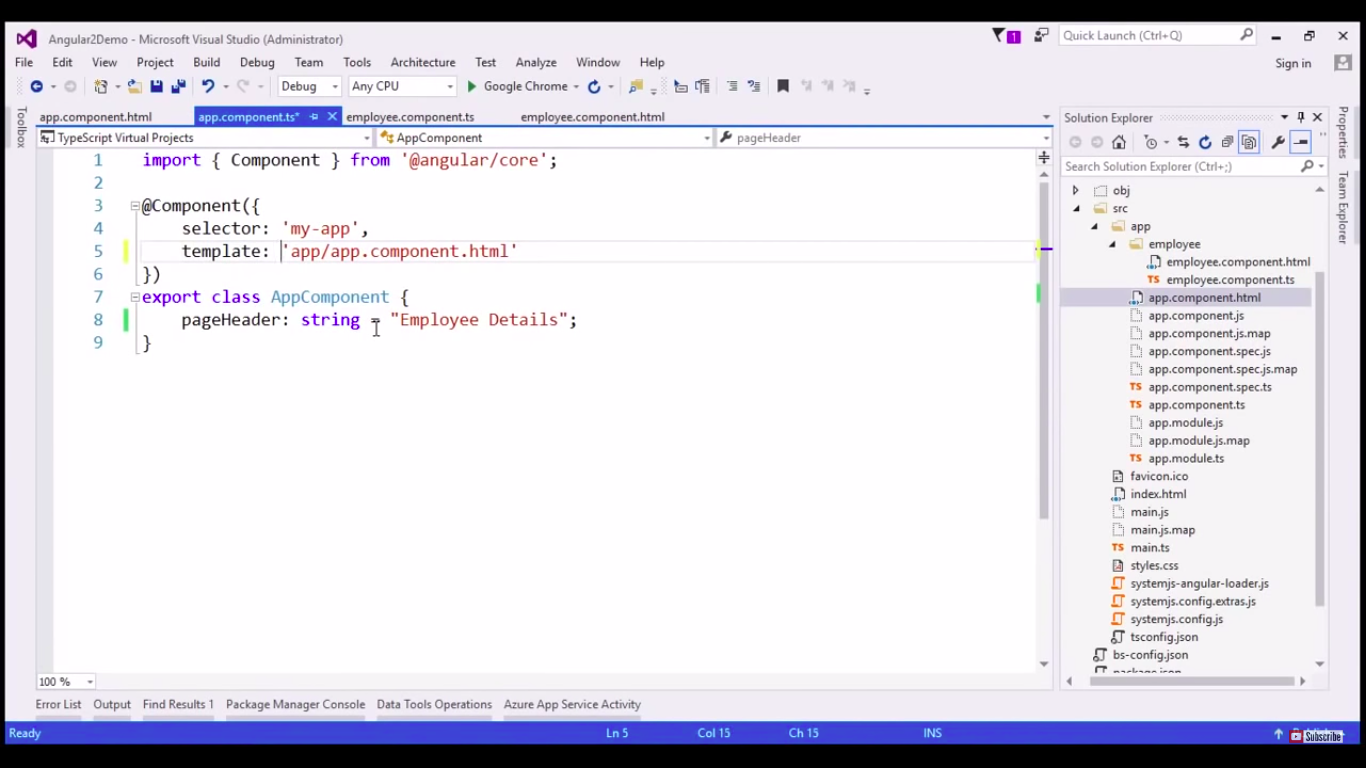 Angular2Demo - Microsoft Visual Studio (Administrator)
1
Quick Launch (Ctrl+Q)
File Edit View Project Build Debug Team Tools Architecture Test Analyze Window Help
Sign in
Debug Any CPU Google Chrome
Toolbox
app.component.html app.component.ts* employee.component.ts employee.component.html
TypeScript Virtual Projects AppComponent pageHeader
1 import { Component } from '@angular/core';
2
3 @Component({
4 selector: 'my-app',
5 template: 'app/app.component.html'
6 })
7 export class AppComponent {
8 pageHeader: string = "Employee Details";
9 }
100 %
Solution Explorer
Search Solution Explorer (Ctrl+;)
obj
src
app
employee
employee.component.html
TS employee.component.ts
app.component.html
app.component.js
app.component.js.map
app.component.spec.js
app.component.spec.js.map
TS app.component.spec.ts
TS app.component.ts
app.module.js
app.module.js.map
TS app.module.ts
favicon.ico
index.html
main.js
main.js.map
TS main.ts
styles.css
systemjs-angular-loader.js
systemjs.config.extras.js
systemjs.config.js
tsconfig.json
bs-config.json
Properties
Team Explorer
Error List Output Find Results 1 Package Manager Console Data Tools Operations Azure App Service Activity
Ready Ln 5 Col 15 Ch 15 INS
Subscribe